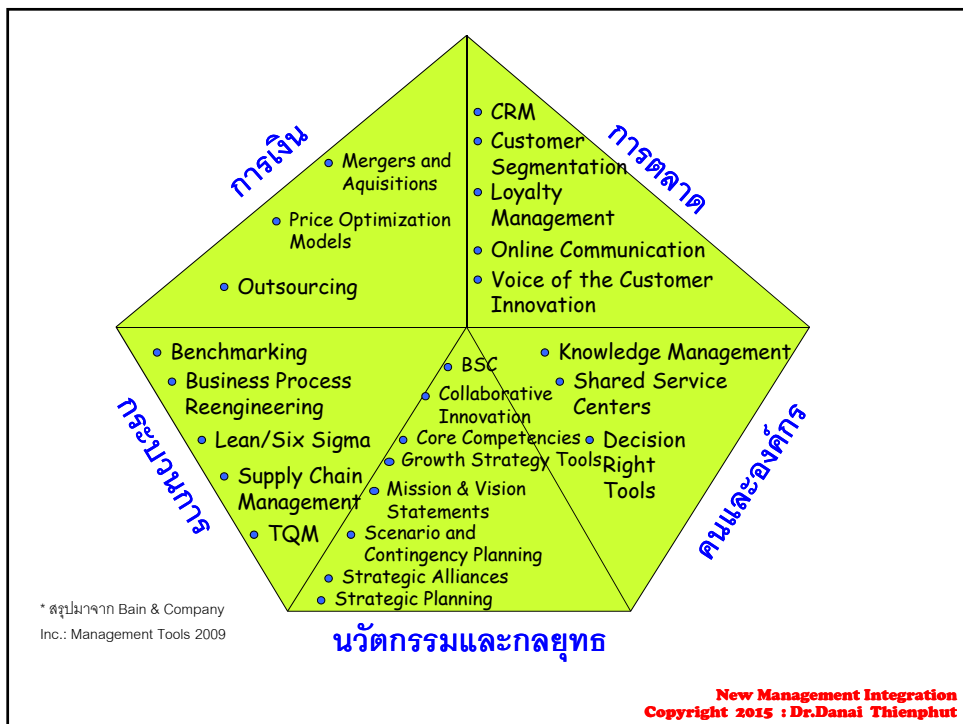 การเงิน
• Mergers and
Aquisitions
• Price Optimization
Models
• Outsourcing
การตลาด
• CRM
• Customer
Segmentation
• Loyalty
Management
• Online Communication
• Voice of the Customer
Innovation
กระบวนการ
• Benchmarking
• Business Process
Reengineering
• Lean/Six Sigma
• Supply Chain
Management
• TQM
• BSC
• Collaborative
Innovation
• Core Competencies
• Growth Strategy Tools
• Mission & Vision
Statements
• Scenario and
Contingency Planning
• Strategic Alliances
• Strategic Planning
นวัตกรรมและกลยุทธ
คนและองค์กร
• Knowledge Management
• Shared Service
Centers
• Decision
Right
Tools
* สรุปมาจาก Bain & Company
Inc.: Management Tools 2009
New Management Integration
Copyright 2015 : Dr.Danai Thienphut